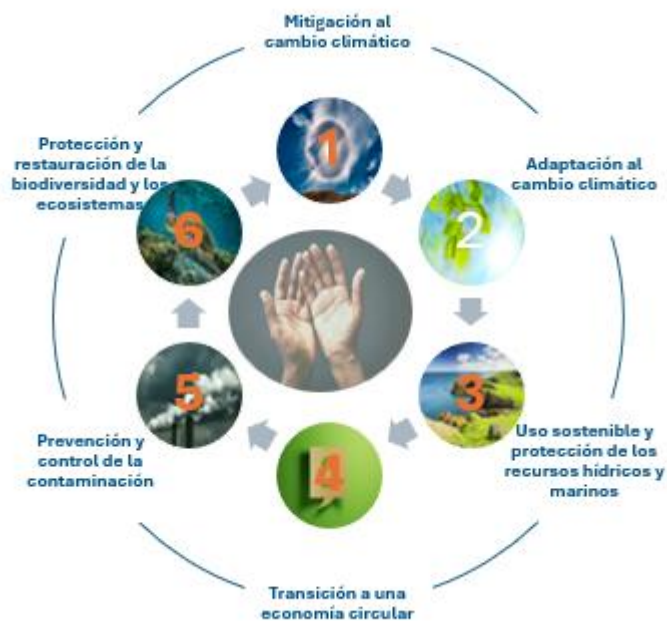 Mitigación al
cambio climático
1
Adaptación al
cambio climático
2
Uso sostenible y
protección de los
recursos hídricos y
marinos
3
Transición a una
economía circular
4
Prevención y
control de la
contaminación
5
Protección y
restauración de la
biodiversidad y los
ecosistemas
6